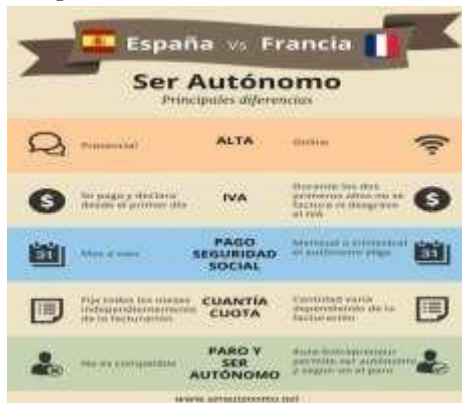 España vs Francia
Ser Autónomo
Principales diferencias
Presencial
ALTA
Online
Se paga y declara
desde el primer día
IVA
Durante los dos
primeros años no se
factura ni desgrava
el IVA
Mes a mes
PAGO
SEGURIDAD
SOCIAL
Mensual o trimestral
el autónomo elige
Fija todos los meses
independientemente
de la facturación
CUANTÍA
CUOTA
Cantidad varía
dependiendo de la
facturación
No es compatible
PARO Y
SER
AUTÓNOMO
permite ser autónomo
y seguir en el paro
www.serautonomo.net